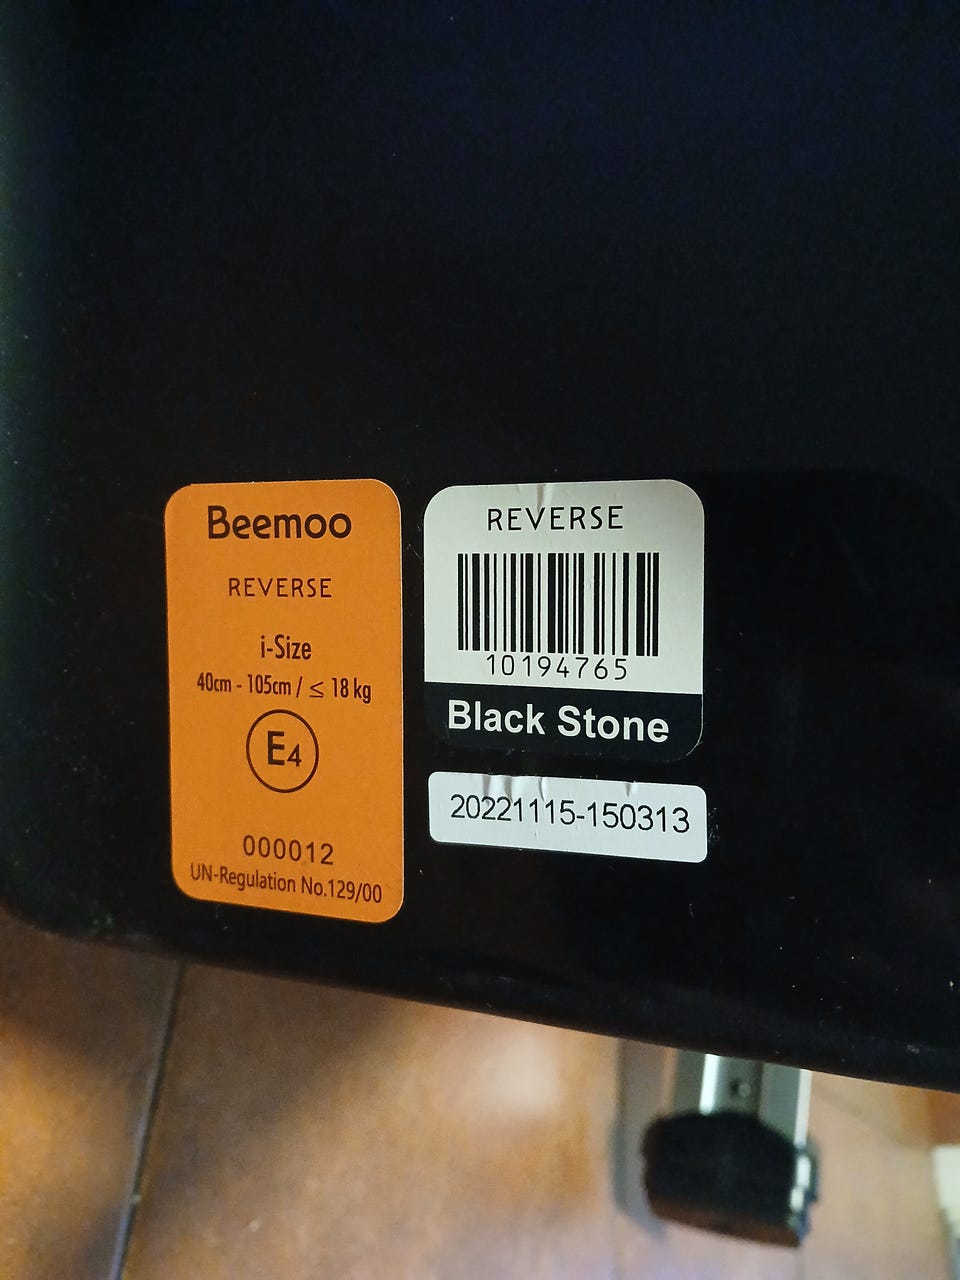 Beemoo
REVERSE
i-Size
40cm - 105cm / ≤ 18 kg
E4
000012
UN-Regulation No.129/00
REVERSE
10194765
Black Stone
20221115-150313